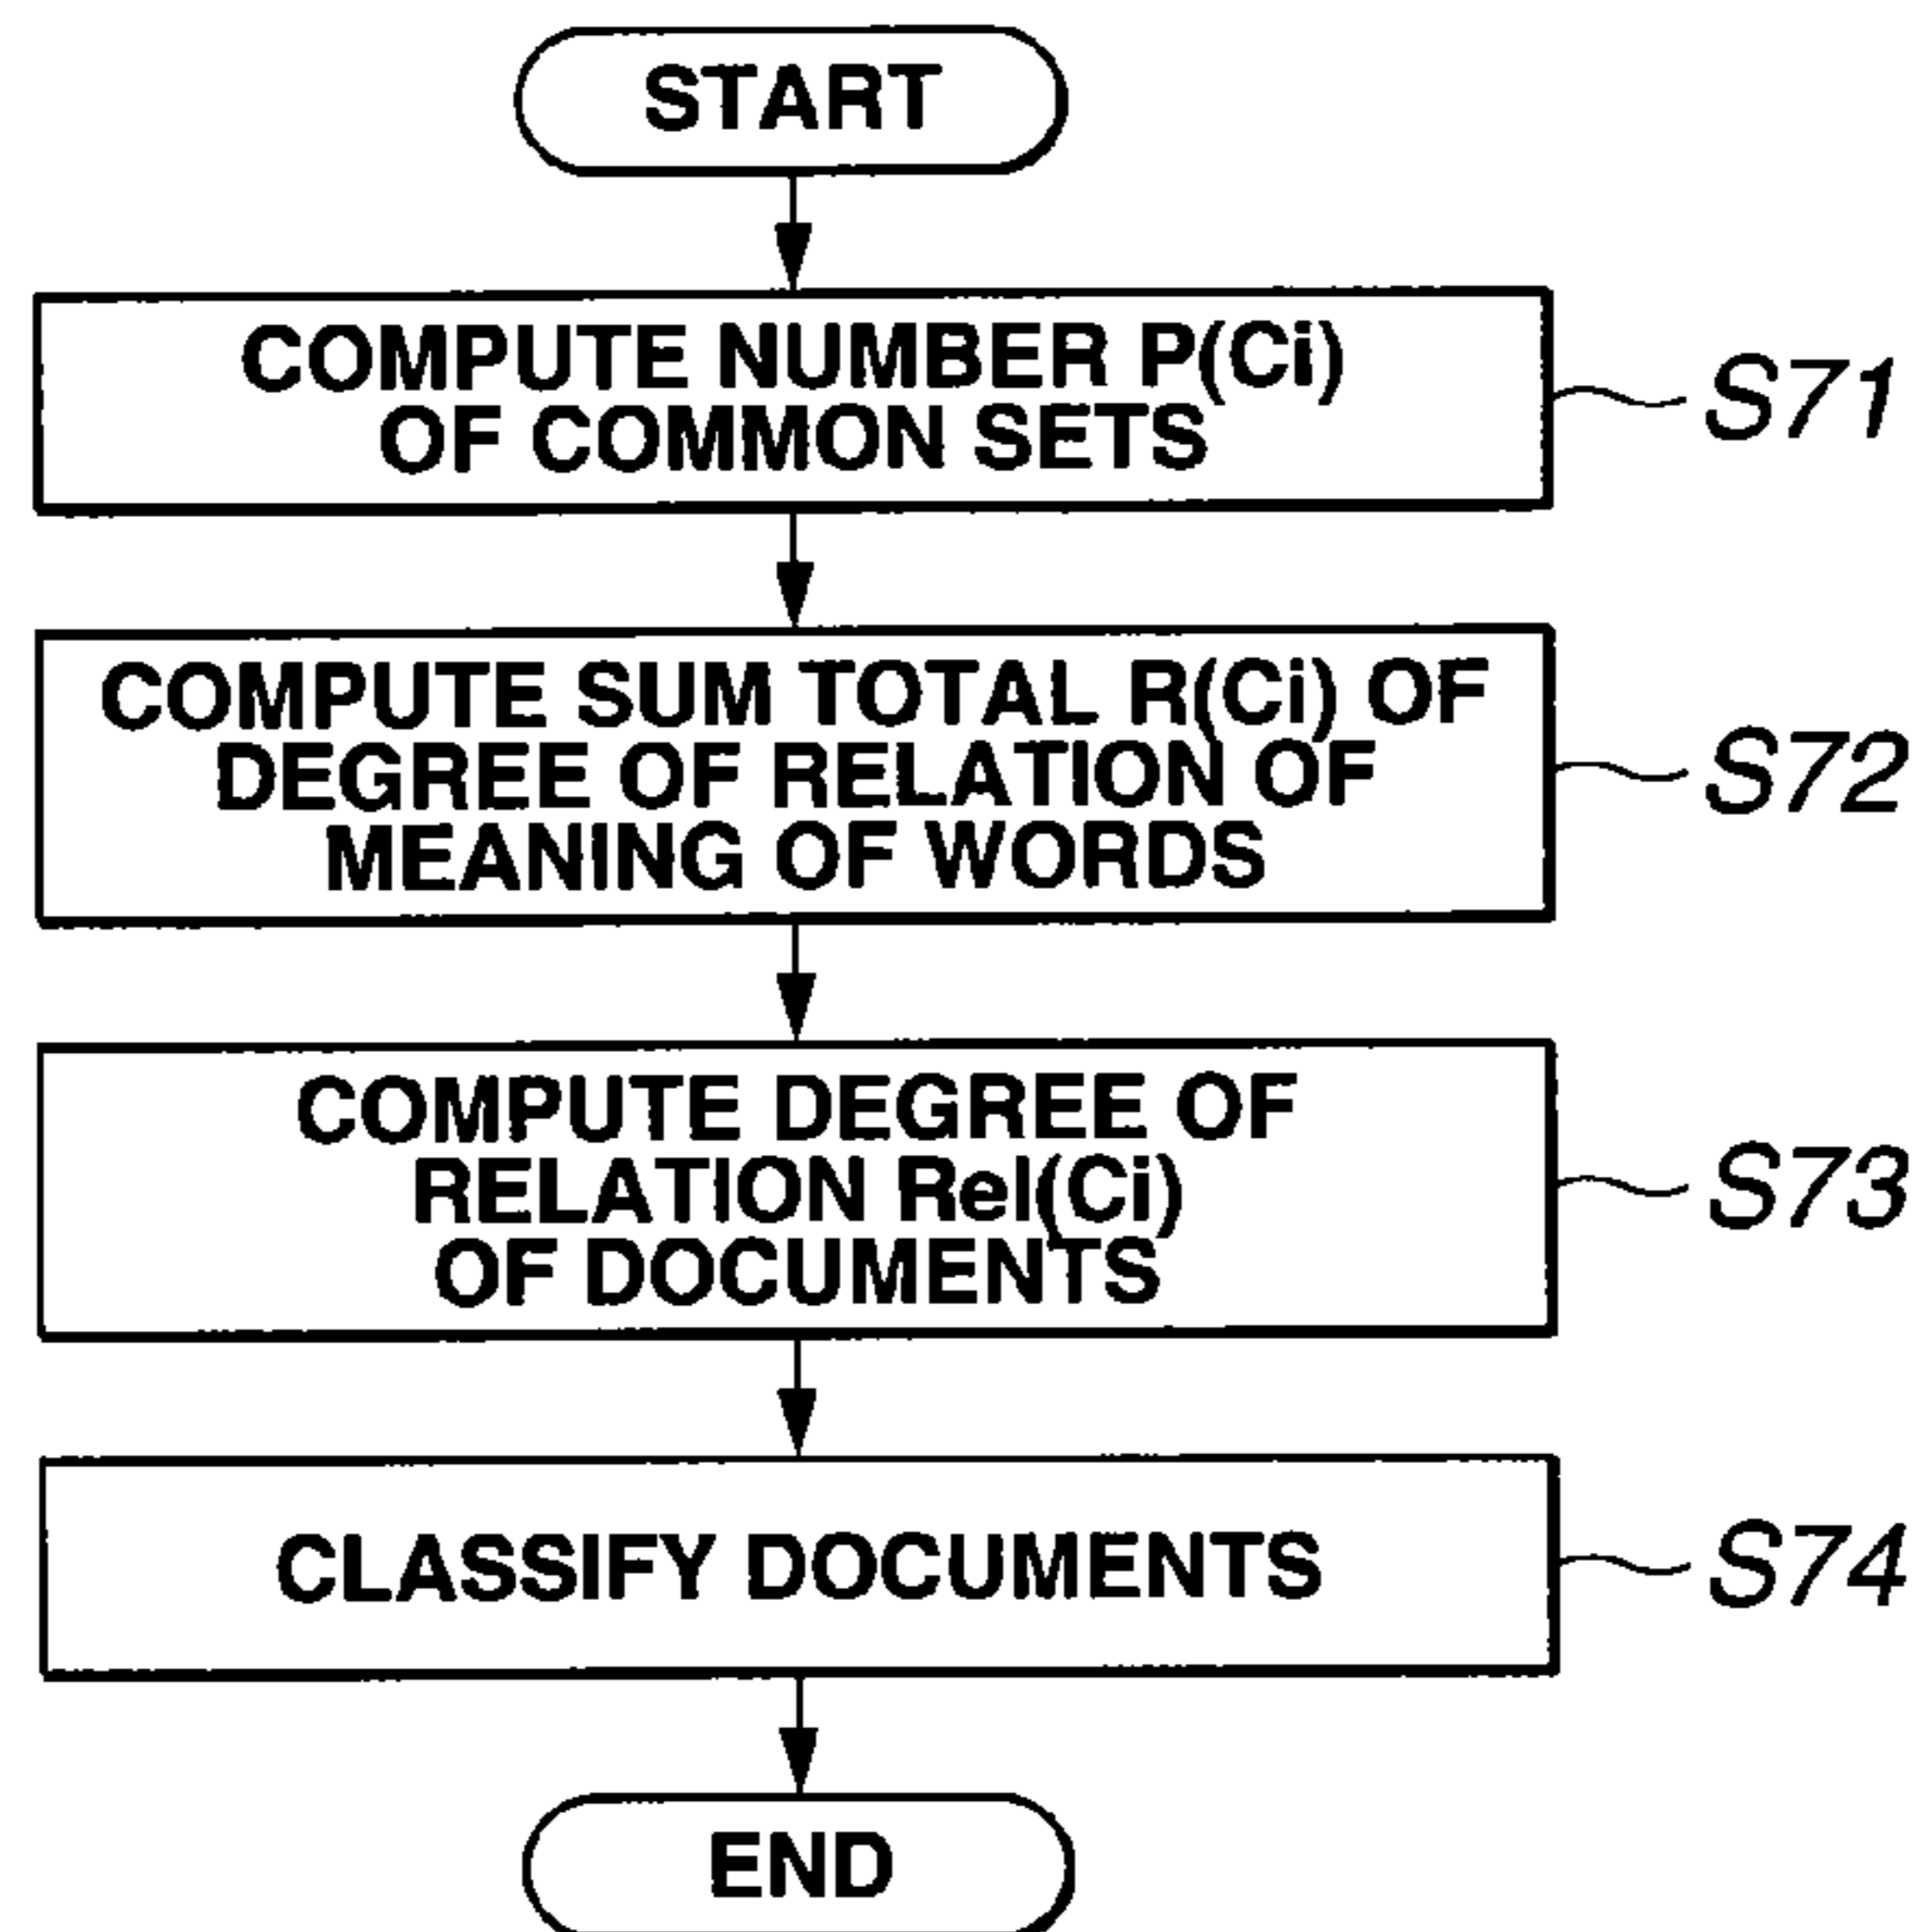 START
COMPUTE NUMBER P(Ci)
OF COMMON SETS
S71
COMPUTE SUM TOTAL R(Ci) OF
DEGREE OF RELATION OF
MEANING OF WORDS
S72
COMPUTE DEGREE OF
RELATION Rel(Ci)
OF DOCUMENTS
S73
CLASSIFY DOCUMENTS
S74
END